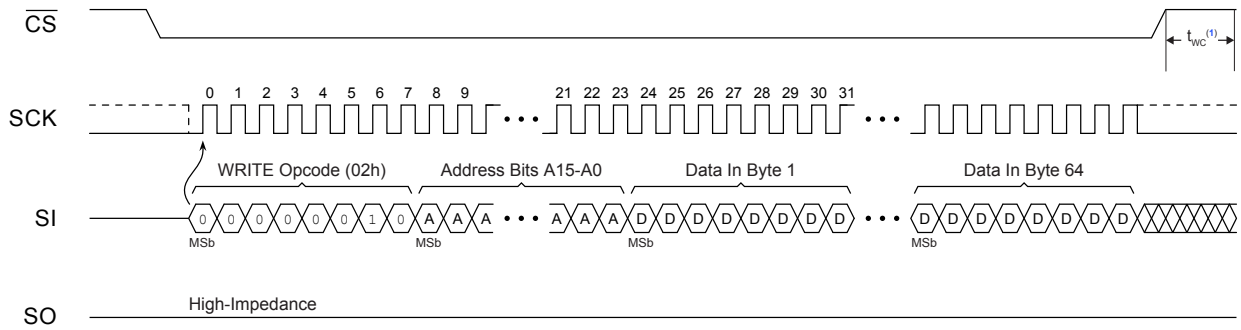 CS
t_WC(1)
SCK
0 1 2 3 4 5 6 7 8 9 21 22 23 24 25 26 27 28 29 30 31
WRITE Opcode (02h) Address Bits A15-A0 Data In Byte 1 Data In Byte 64
SI
0 0 0 0 0 0 1 0 A A A A A A D D D D D D D D D D D D D D D D
MSb MSb MSb MSb
SO
High-Impedance